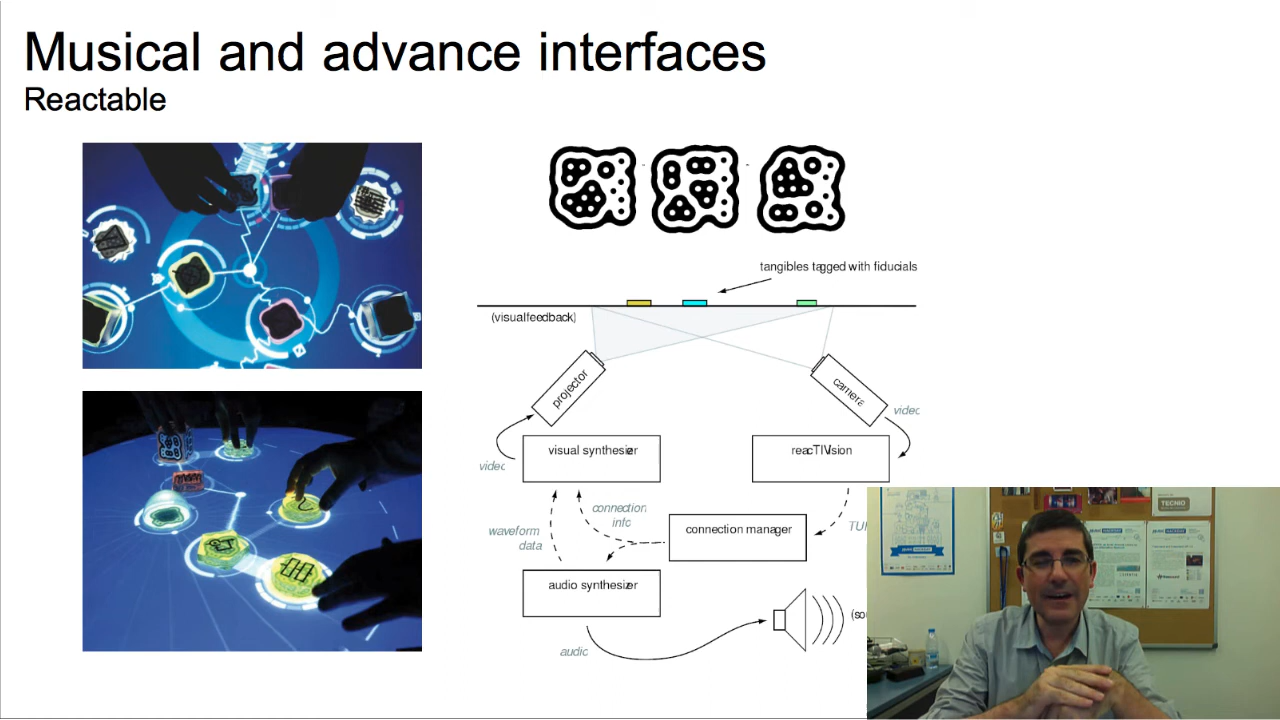 Musical and advance interfaces
Reactable
tangibles tagged with fiducials
(visualfeedback)
projector
camera
video
visual synthesizer
reacTIVision
video
connection
info
waveform
data
connection manager
audio synthesizer
audio
TECNIO